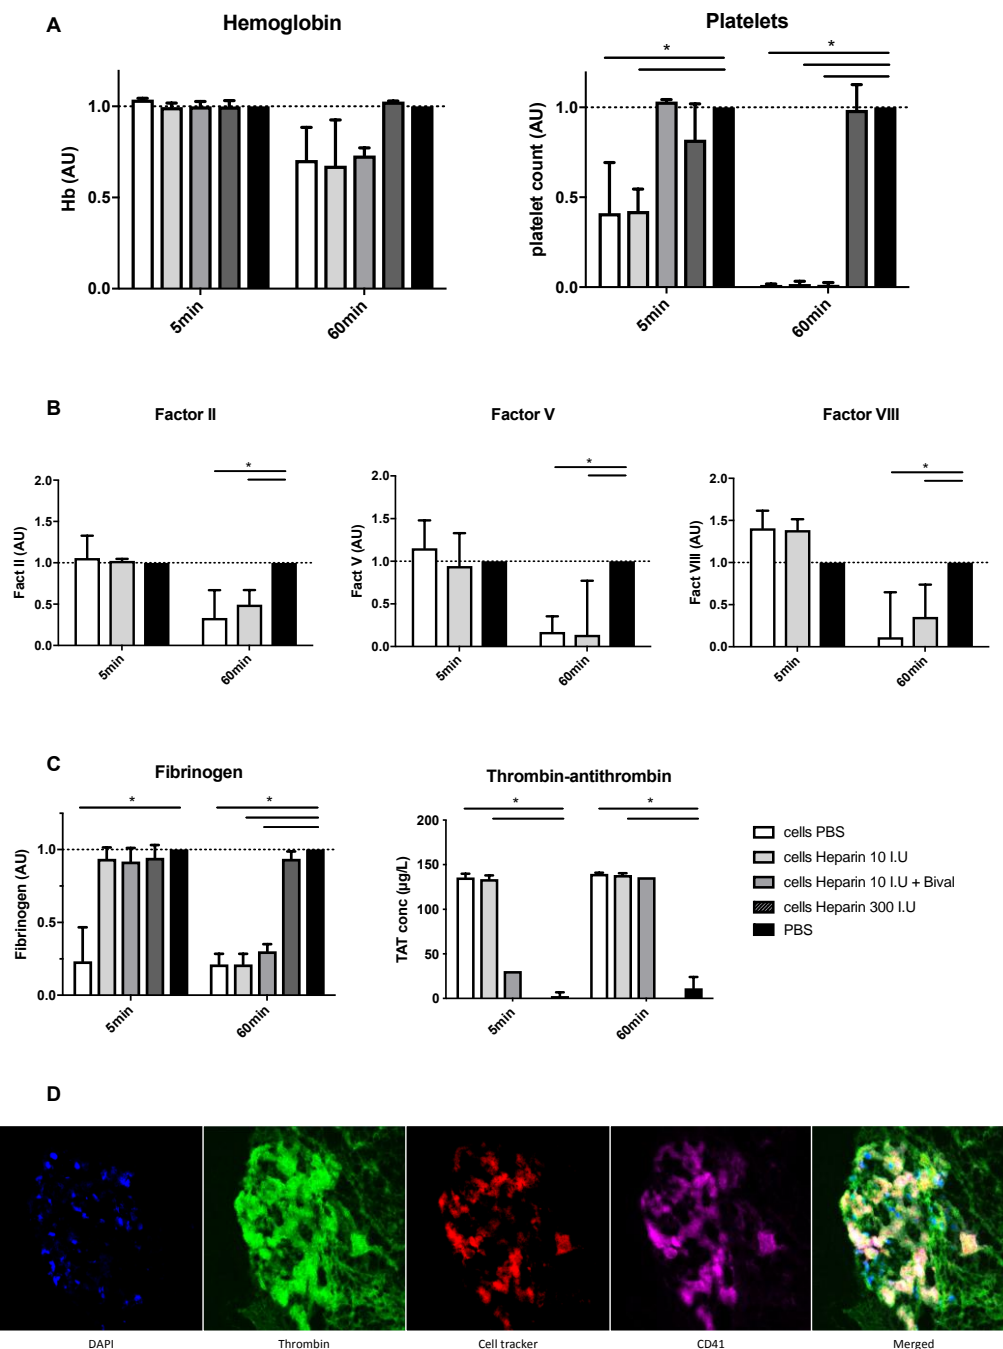 A
Hemoglobin
Hb (AU)
1.0
0.5
0.0
5min
60min
Platelets
platelet count (AU)
*
*
1.0
0.5
0.0
5min
60min
B
Factor II
Fact II (AU)
*
2.0
1.5
1.0
0.5
0.0
5min
60min
Factor V
Fact V (AU)
*
2.0
1.5
1.0
0.5
0.0
5min
60min
Factor VIII
Fact VIII (AU)
*
2.0
1.5
1.0
0.5
0.0
5min
60min
C
Fibrinogen
Fibrinogen (AU)
*
*
1.0
0.5
0.0
5min
60min
Thrombin-antithrombin
TAT conc (µg/L)
*
*
200
150
100
50
0
5min
60min
cells PBS
cells Heparin 10 I.U
cells Heparin 10 I.U + Bival
cells Heparin 300 I.U
PBS
D
DAPI
Thrombin
Cell tracker
CD41
Merged